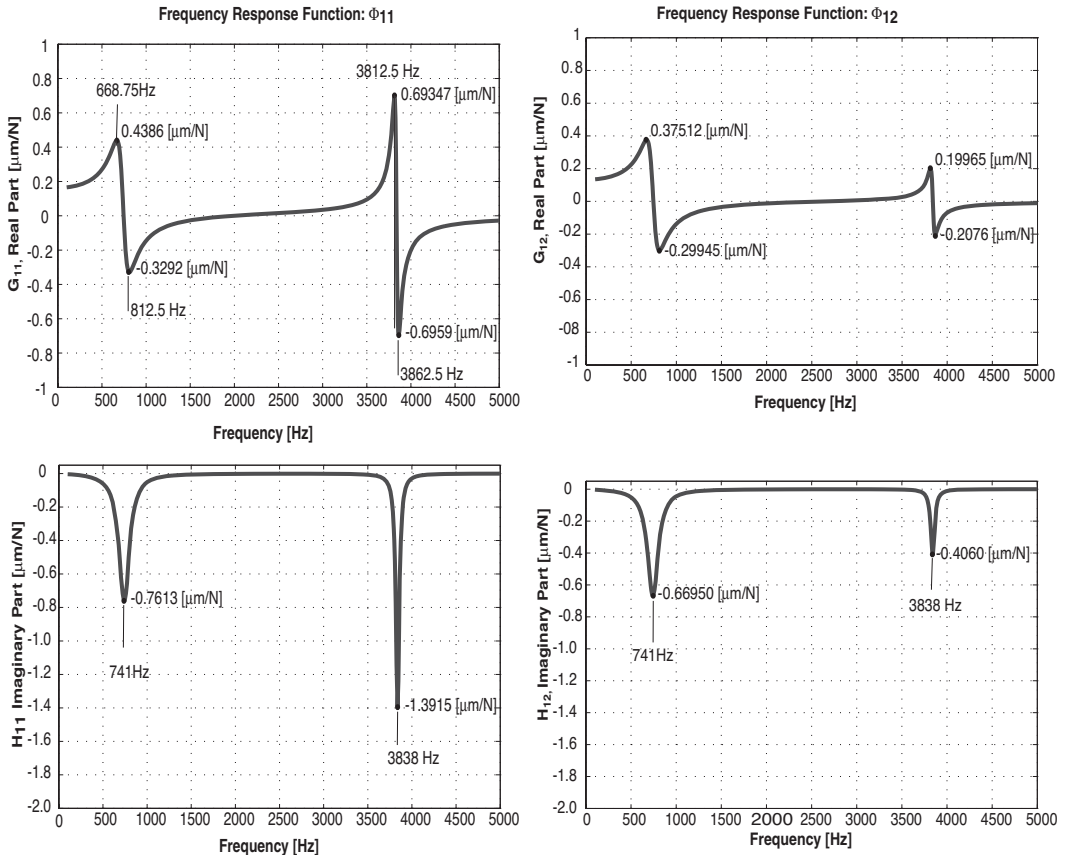 Frequency Response Function: Φ11
1
0.8
0.6
0.4
0.2
0
-0.2
-0.4
-0.6
-0.8
-1
G11, Real Part [μm/N]
668.75Hz
0.4386 [μm/N]
-0.3292 [μm/N]
812.5 Hz
3812.5 Hz
0.69347 [μm/N]
-0.6959 [μm/N]
3862.5 Hz
0 500 1000 1500 2000 2500 3000 3500 4000 4500 5000
Frequency [Hz]
Frequency Response Function: Φ12
1
0.8
0.6
0.4
0.2
0
-0.2
-0.4
-0.6
-08
-1
G12, Real Part [μm/N]
0.37512 [μm/N]
-0.29945 [μm/N]
0.19965 [μm/N]
-0.2076 [μm/N]
0 500 1000 1500 2000 2500 3000 3500 4000 4500 5000
Frequency [Hz]
0
-0.2
-0.4
-0.6
-0.8
-1.0
-1.2
-1.4
-1.6
-1.8
-2.0
H11 Imaginary Part [μm/N]
-0.7613 [μm/N]
741Hz
-1.3915 [μm/N]
3838 Hz
0 500 1000 1500 2000 2500 3000 3500 4000 4500 5000
Frequency [Hz]
0
-0.2
-0.4
-0.6
-0.8
-1.0
-1.2
-1.4
-1.6
-1.8
-2.0
H12, Imaginary Part [μm/N]
-0.66950 [μm/N]
741Hz
-0.4060 [μm/N]
3838 Hz
0 500 1000 1500 2000 2500 3000 3500 4000 4500 5000
Frequency [Hz]